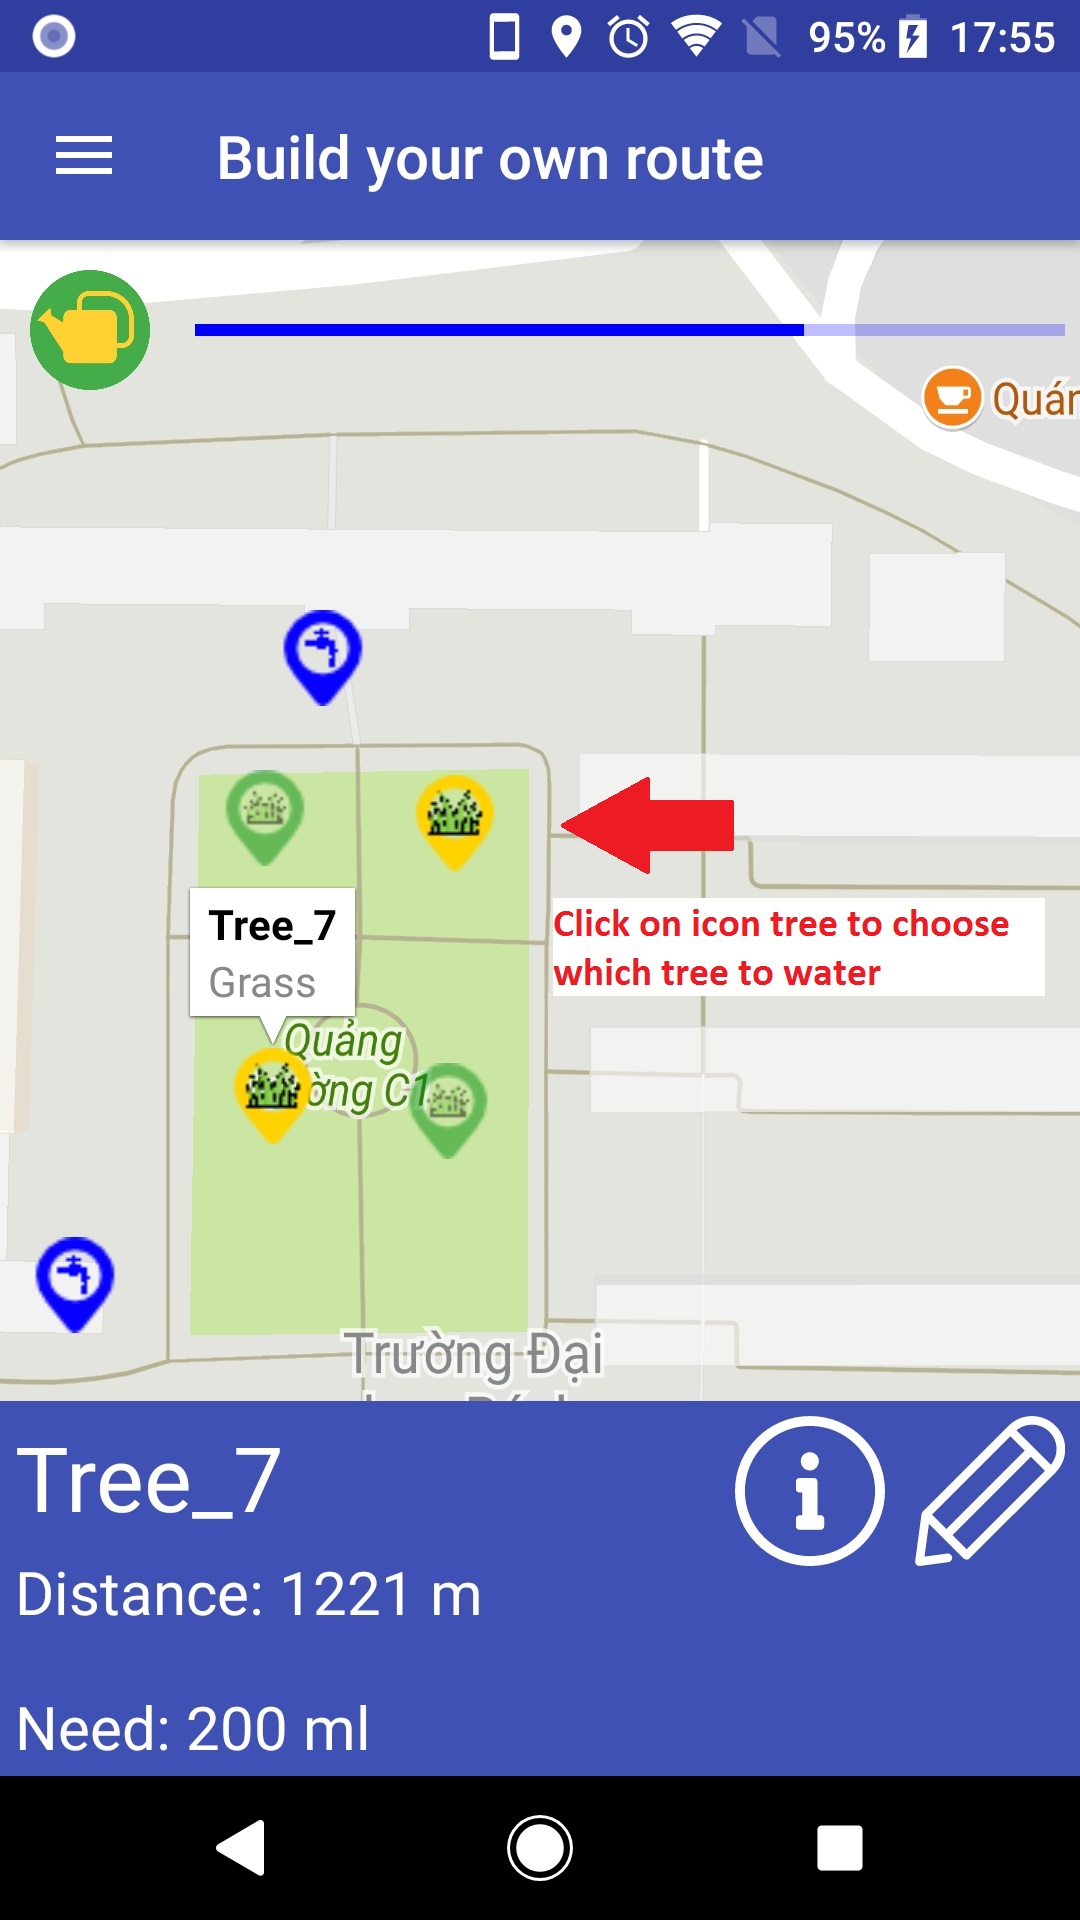 95% 17:55
Build your own route
Quán
Tree_7
Grass
Click on icon tree to choose
which tree to water
Quảng
ờng C1
Trường Đại
Tree_7
Distance: 1221 m
Need: 200 ml